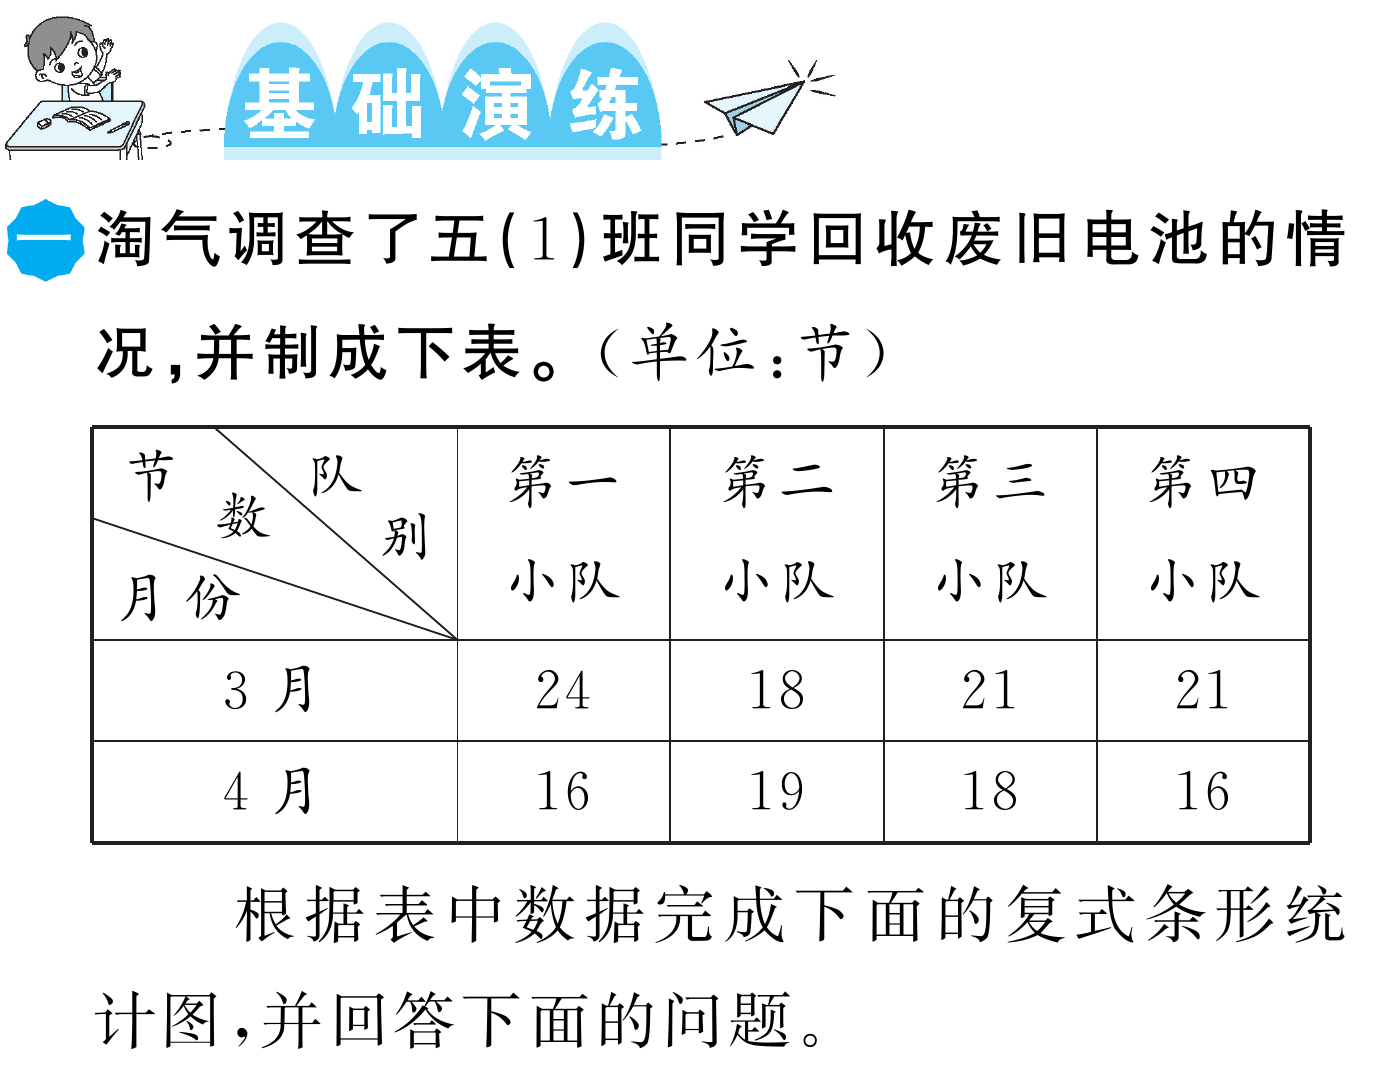 基础演练
一 淘气调查了五(1)班同学回收废旧电池的情
况,并制成下表。(单位:节)
节数 队别 月份 第一小队 第二小队 第三小队 第四小队
3 月 24 18 21 21
4 月 16 19 18 16
根据表中数据完成下面的复式条形统
计图,并回答下面的问题。